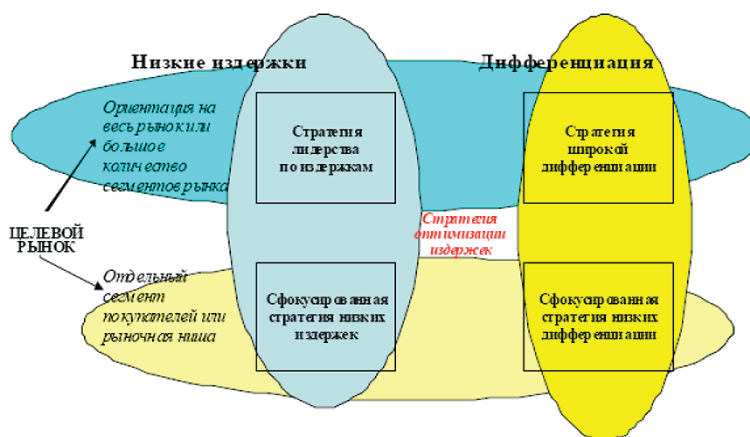 Низкие издержки
Дифференциация
Ориентация на
весь рынок или
большое
количество
сегментов рынка
Стратегия
лидерства
по издержкам
Стратегия
широкой
дифференциации
ЦЕЛЕВОЙ
РЫНОК
Стратегия
оптимизации
издержек
Отдельный
сегмент
покупателей или
рыночная ниша
Сфокусированная
стратегия низких
издержек
Сфокусированная
стратегия низких
дифференциации